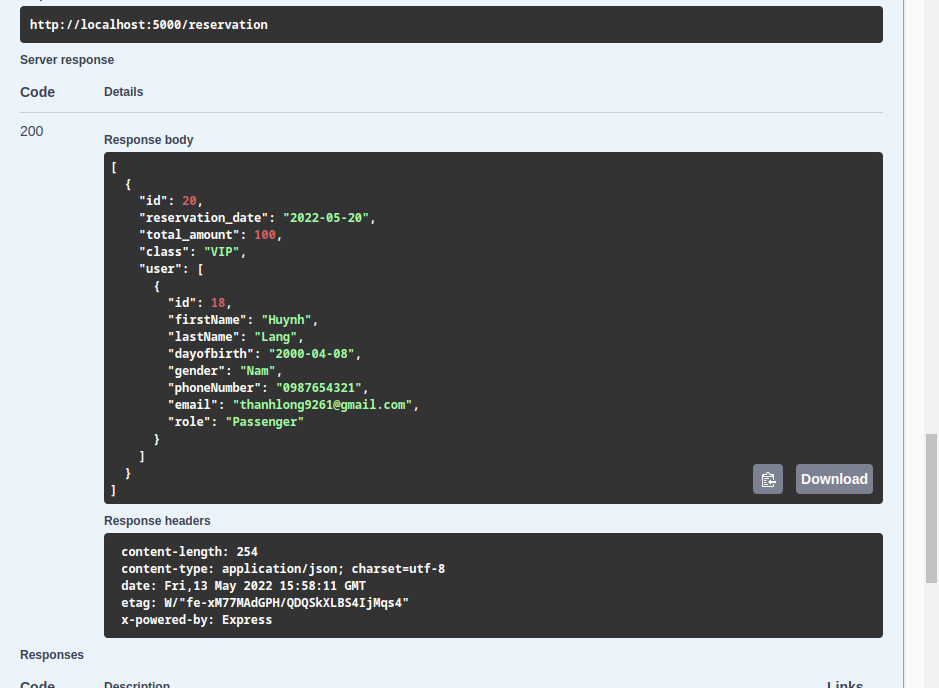 http://localhost:5000/reservation
Server response
Code Details
200
Response body
[
{
"id": 20,
"reservation_date": "2022-05-20",
"total_amount": 100,
"class": "VIP",
"user": [
{
"id": 18,
"firstName": "Huynh",
"lastName": "Lang",
"dayofbirth": "2000-04-08",
"gender": "Nam",
"phoneNumber": "0987654321",
"email": "thanhlong9261@gmail.com",
"role": "Passenger"
}
]
}
]
Download
Response headers
content-length: 254
content-type: application/json; charset=utf-8
date: Fri,13 May 2022 15:58:11 GMT
etag: W/"fe-xM77MAdGPH/QDQSkXLBS4IjMqs4"
x-powered-by: Express
Responses
Code Description Links